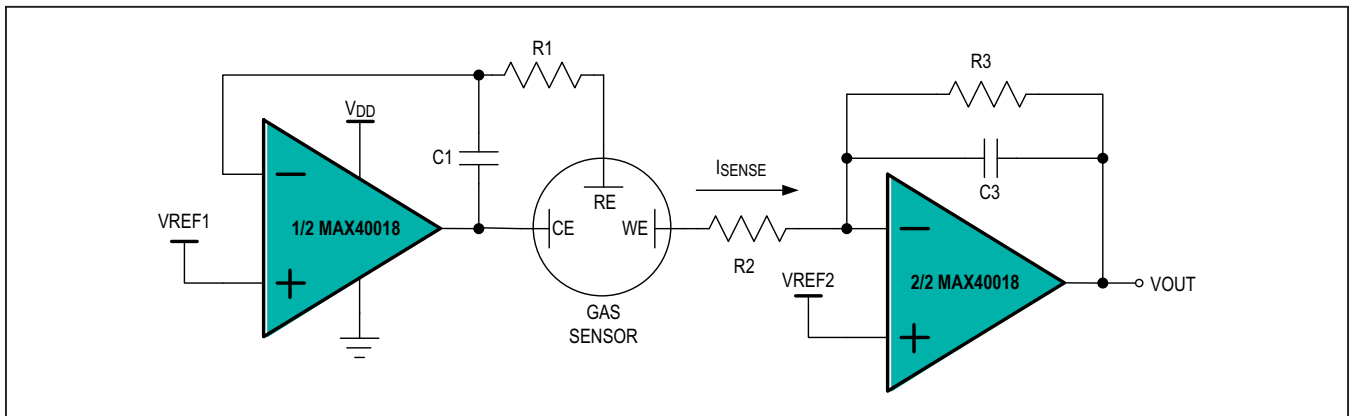 R1
R3
VDD
C1
C3
ISENSE
RE
VREF1
1/2 MAX40018
CE
WE
R2
VREF2
2/2 MAX40018
VOUT
GAS
SENSOR